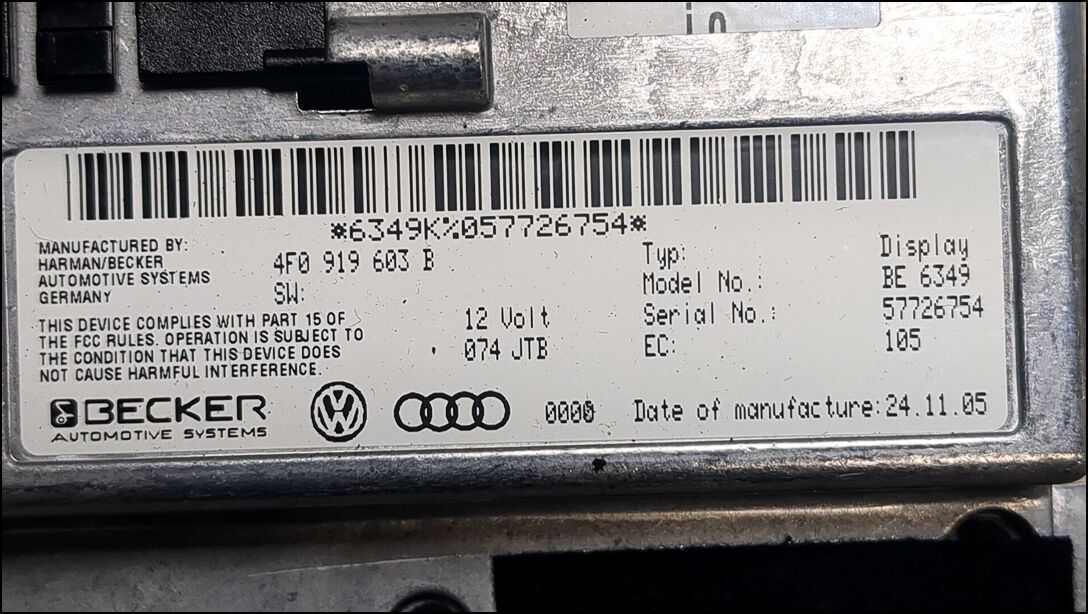 *6349K%057726754*
MANUFACTURED BY:
HARMAN/BECKER
AUTOMOTIVE SYSTEMS
GERMANY
4F0 919 603 B
SW:
THIS DEVICE COMPLIES WITH PART 15 OF
THE FCC RULES. OPERATION IS SUBJECT TO
THE CONDITION THAT THIS DEVICE DOES
NOT CAUSE HARMFUL INTERFERENCE.
12 Volt
074 JTB
Typ: Display
Model No.: BE 6349
Serial No.: 57726754
EC: 105
BECKER
AUTOMOTIVE SYSTEMS
VW
0000
Date of manufacture:24.11.05